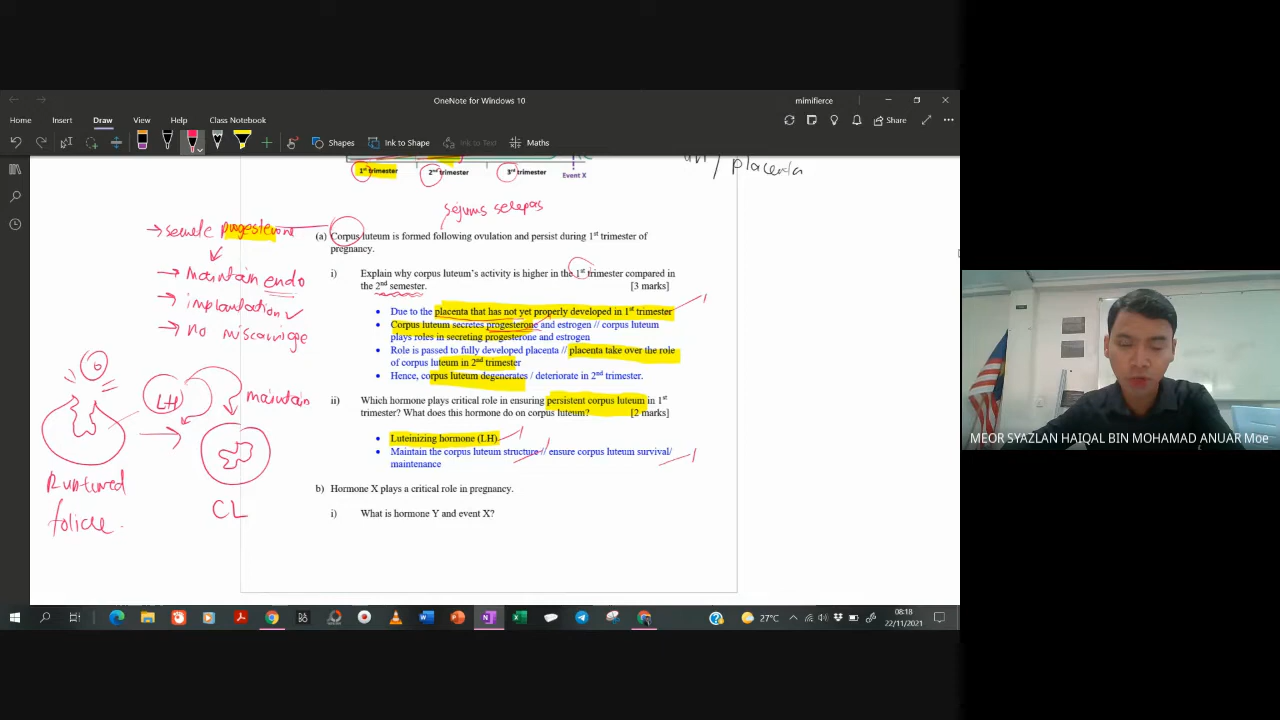 OneNote for Windows 10
mimifierce
Home Insert Draw View Help Class Notebook
Share
Shapes Ink to Shape Ink to Text Maths
1st trimester 2nd trimester 3rd trimester Event X
/ placenta
sejurus selepas
→ progesterone
→ Maintain endo
→ implantation ✓
→ no miscarriage
(a) Corpus luteum is formed following ovulation and persist during 1st trimester of
pregnancy.
i) Explain why corpus luteum's activity is higher in the 1st trimester compared in
the 2nd semester. [3 marks]
• Due to the placenta that has not yet properly developed in 1st trimester
• Corpus luteum secretes progesterone and estrogen // corpus luteum
plays roles in secreting progesterone and estrogen
• Role is passed to fully developed placenta // placenta take over the role
of corpus luteum in 2nd trimester
• Hence, corpus luteum degenerates / deteriorate in 2nd trimester.
LH
maintain
Ruptured
folicle
CL
ii) Which hormone plays critical role in ensuring persistent corpus luteum in 1st
trimester? What does this hormone do on corpus luteum? [2 marks]
• Luteinizing hormone (LH)
• Maintain the corpus luteum structure // ensure corpus luteum survival/
maintenance
b) Hormone X plays a critical role in pregnancy.
i) What is hormone Y and event X?
MEOR SYAZLAN HAIQAL BIN MOHAMAD ANUAR Moe
27°C
08:18
22/11/2021